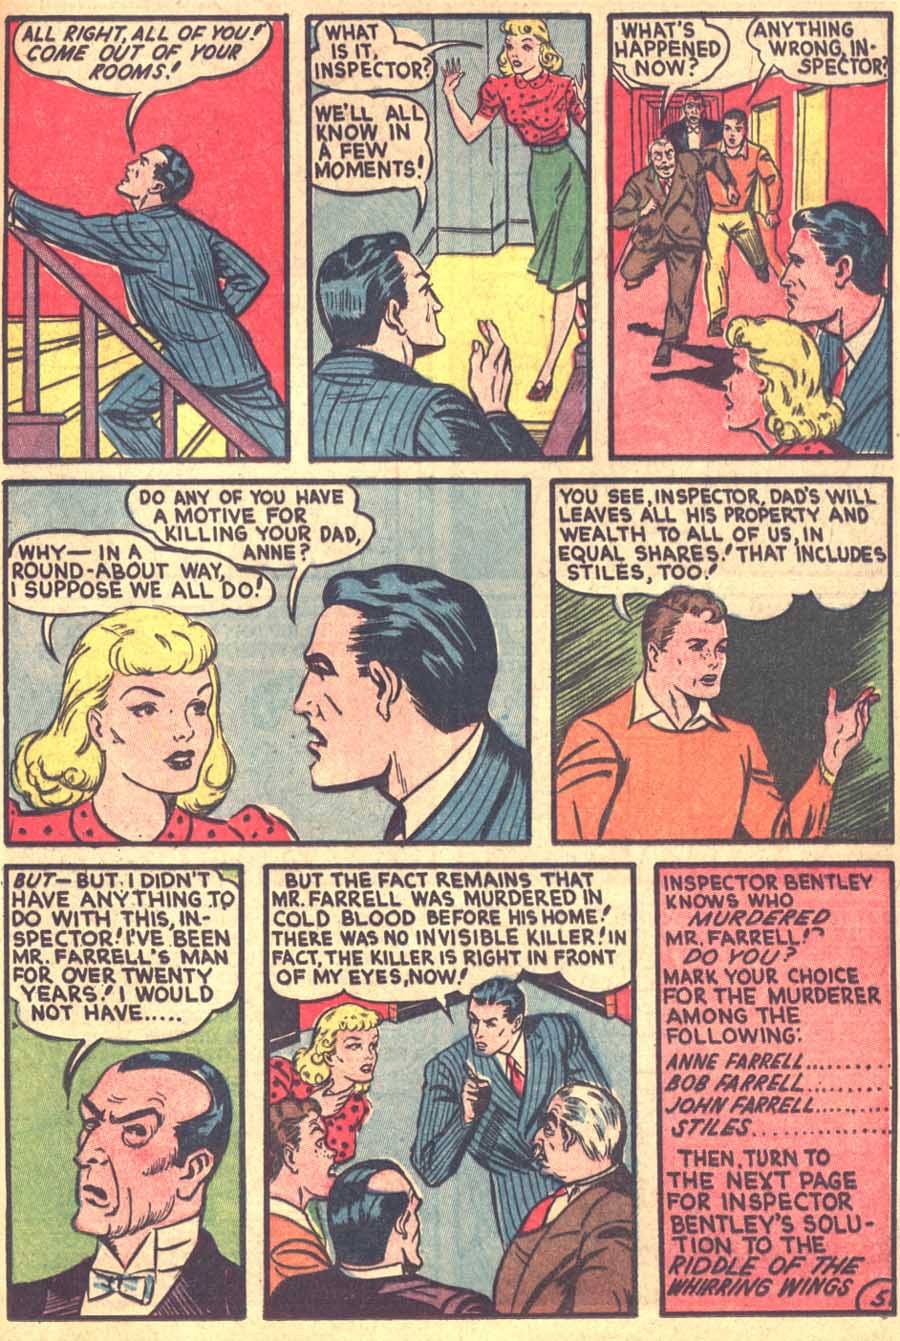 ALL RIGHT, ALL OF YOU!
COME OUT OF YOUR
ROOMS!
WHAT
IS IT,
INSPECTOR?
WE'LL ALL
KNOW IN
A FEW
MOMENTS!
WHAT'S
HAPPENED
NOW?
ANYTHING
WRONG, IN-
SPECTOR?
DO ANY OF YOU HAVE
A MOTIVE FOR
KILLING YOUR DAD,
ANNE?
WHY— IN A
ROUND-ABOUT WAY,
I SUPPOSE WE ALL DO!
YOU SEE, INSPECTOR, DAD'S WILL
LEAVES ALL HIS PROPERTY AND
WEALTH TO ALL OF US, IN
EQUAL SHARES! THAT INCLUDES
STILES, TOO!
BUT— BUT I DIDN'T
HAVE ANYTHING TO
DO WITH THIS, IN-
SPECTOR! I'VE BEEN
MR. FARRELL'S MAN
FOR OVER TWENTY
YEARS! I WOULD
NOT HAVE.....
BUT THE FACT REMAINS THAT
MR. FARRELL WAS MURDERED IN
COLD BLOOD BEFORE HIS HOME!
THERE WAS NO INVISIBLE KILLER! IN
FACT, THE KILLER IS RIGHT IN FRONT
OF MY EYES, NOW!
INSPECTOR BENTLEY
KNOWS WHO
MURDERED
MR. FARRELL!
DO YOU?
MARK YOUR CHOICE
FOR THE MURDERER
AMONG THE
FOLLOWING:
ANNE FARRELL........
BOB FARRELL........
JOHN FARRELL........
STILES.............
THEN, TURN TO
THE NEXT PAGE
FOR INSPECTOR
BENTLEY'S SOLU-
TION TO THE
RIDDLE OF THE
WHIRRING WINGS
5